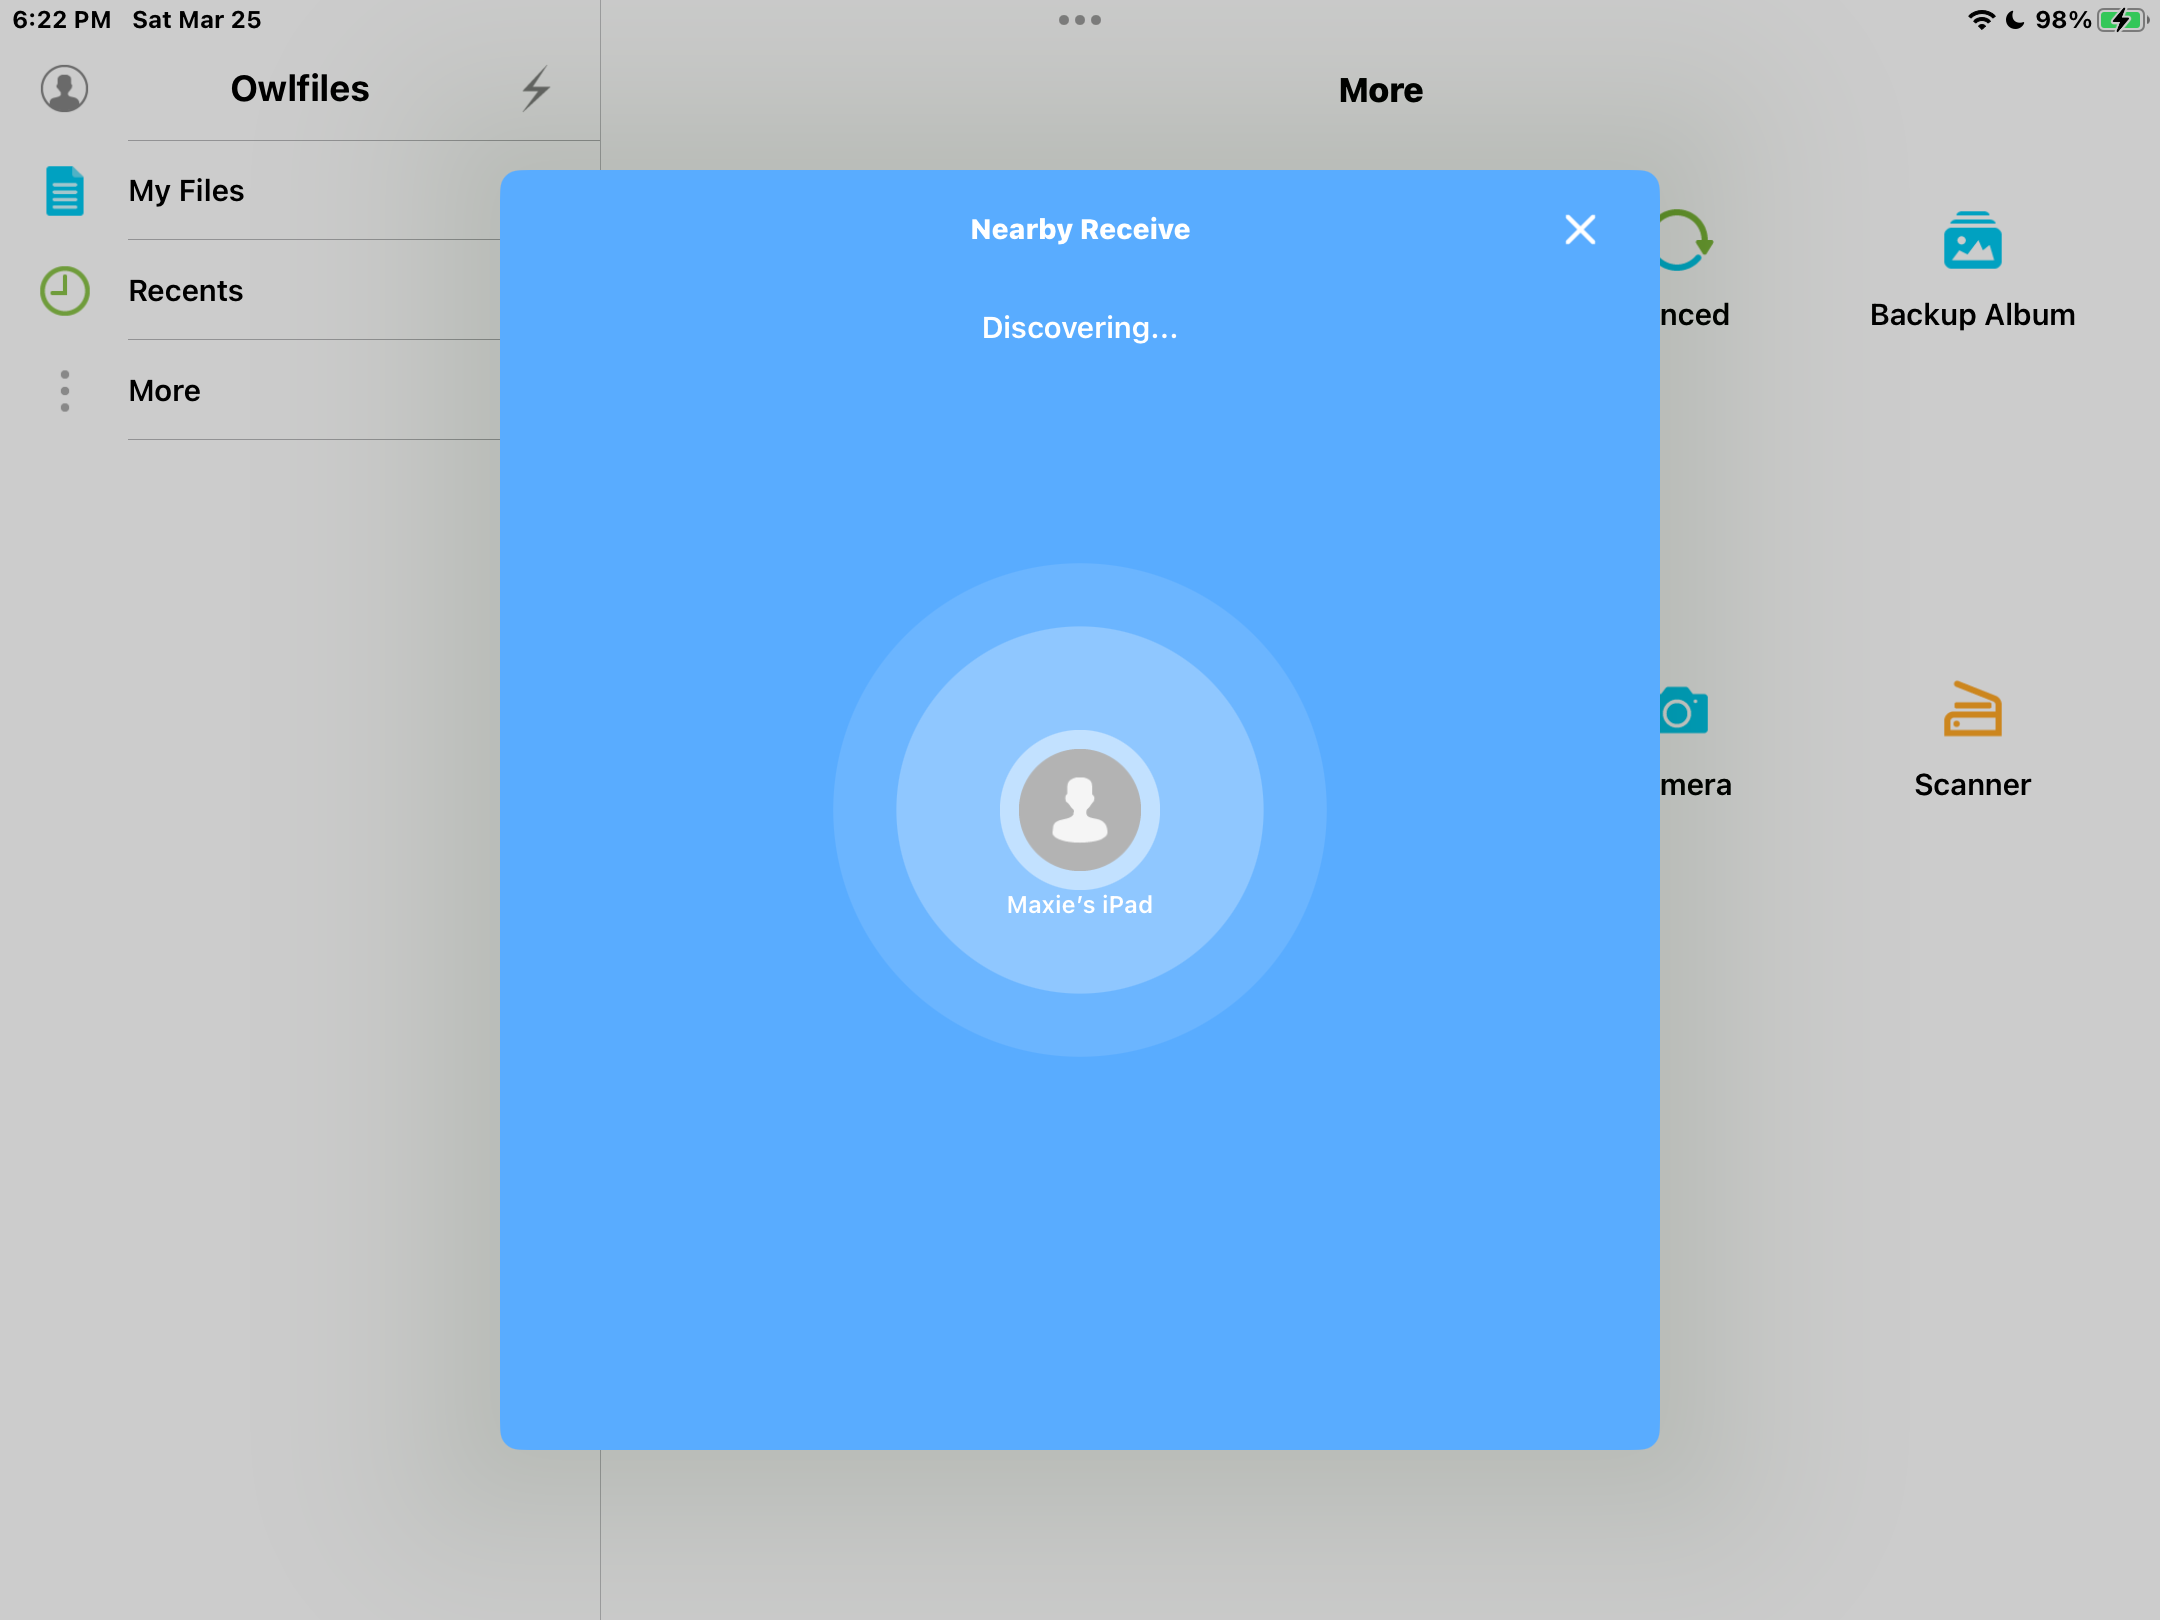 6:22 PM Sat Mar 25
98%
Owlfiles
My Files
Recents
More
More
Nearby Receive
Discovering...
Maxie’s iPad
nced
Backup Album
mera
Scanner